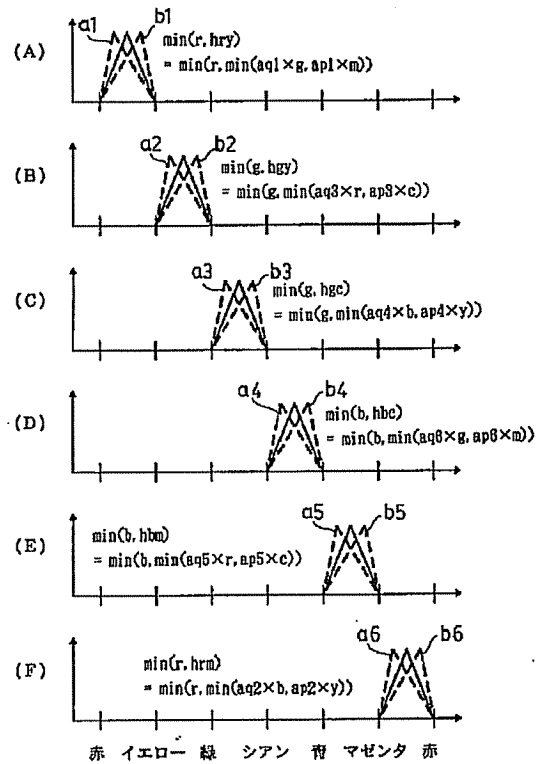 (A)
a1
b1
min(r, hry)
= min(r, min(aq1×g, ap1×m))
(B)
a2
b2
min(g, hgy)
= min(g, min(aq3×r, ap3×c))
(C)
a3
b3
min(g, hgc)
= min(g, min(aq4×b, ap4×y))
(D)
a4
b4
min(b, hbc)
= min(b, min(aq6×g, ap6×m))
(E)
a5
b5
min(b, hbm)
= min(b, min(aq5×r, ap5×c))
(F)
a6
b6
min(r, hrm)
= min(r, min(aq2×b, ap2×y))
赤 イエロー 緑 シアン 青 マゼンタ 赤